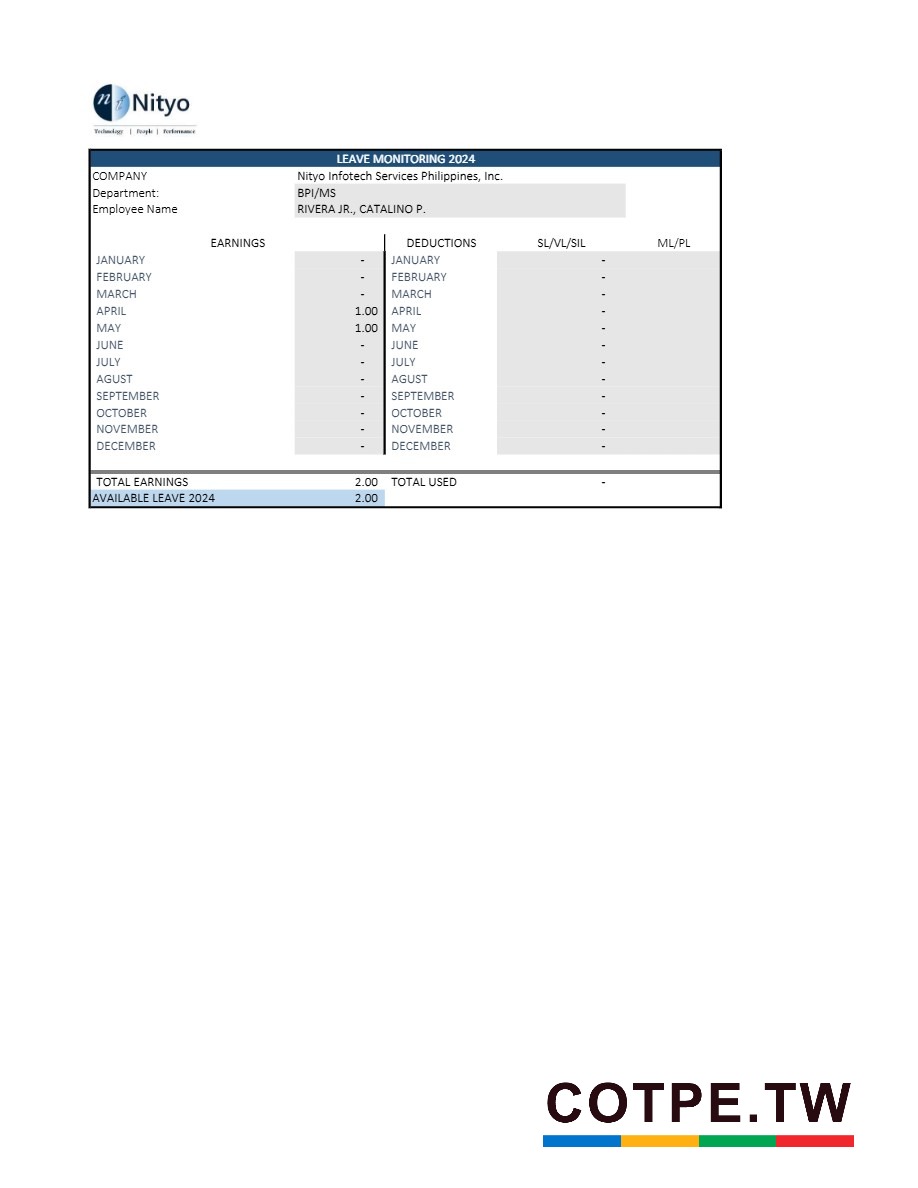 ni Nityo
Technology | People | Performance
LEAVE MONITORING 2024
COMPANY Nityo Infotech Services Philippines, Inc.
Department: BPI/MS
Employee Name RIVERA JR., CATALINO P.
EARNINGS DEDUCTIONS SL/VL/SIL ML/PL
JANUARY - JANUARY -
FEBRUARY - FEBRUARY -
MARCH - MARCH -
APRIL 1.00 APRIL -
MAY 1.00 MAY -
JUNE - JUNE -
JULY - JULY -
AGUST - AGUST -
SEPTEMBER - SEPTEMBER -
OCTOBER - OCTOBER -
NOVEMBER - NOVEMBER -
DECEMBER - DECEMBER -
TOTAL EARNINGS 2.00 TOTAL USED -
AVAILABLE LEAVE 2024 2.00
COTPE.TW